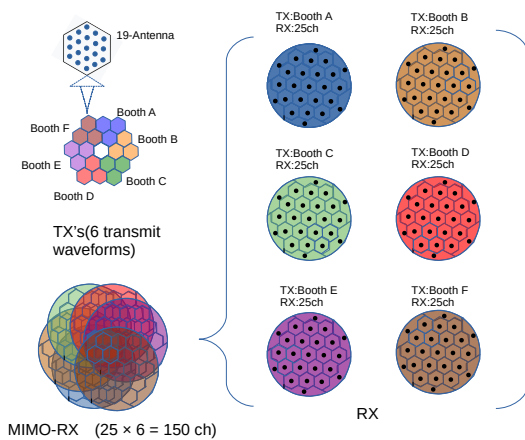 19-Antenna
Booth A
Booth F
Booth B
Booth E
Booth C
Booth D
TX's(6 transmit
waveforms)
MIMO-RX (25 × 6 = 150 ch)
TX:Booth A
RX:25ch
TX:Booth B
RX:25ch
TX:Booth C
RX:25ch
TX:Booth D
RX:25ch
TX:Booth E
RX:25ch
TX:Booth F
RX:25ch
RX